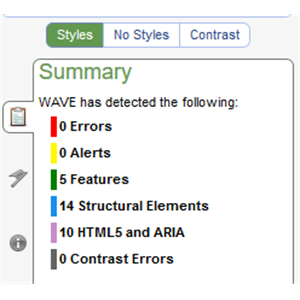 Styles No Styles Contrast
Summary
WAVE has detected the following:
0 Errors
0 Alerts
5 Features
14 Structural Elements
10 HTML5 and ARIA
0 Contrast Errors